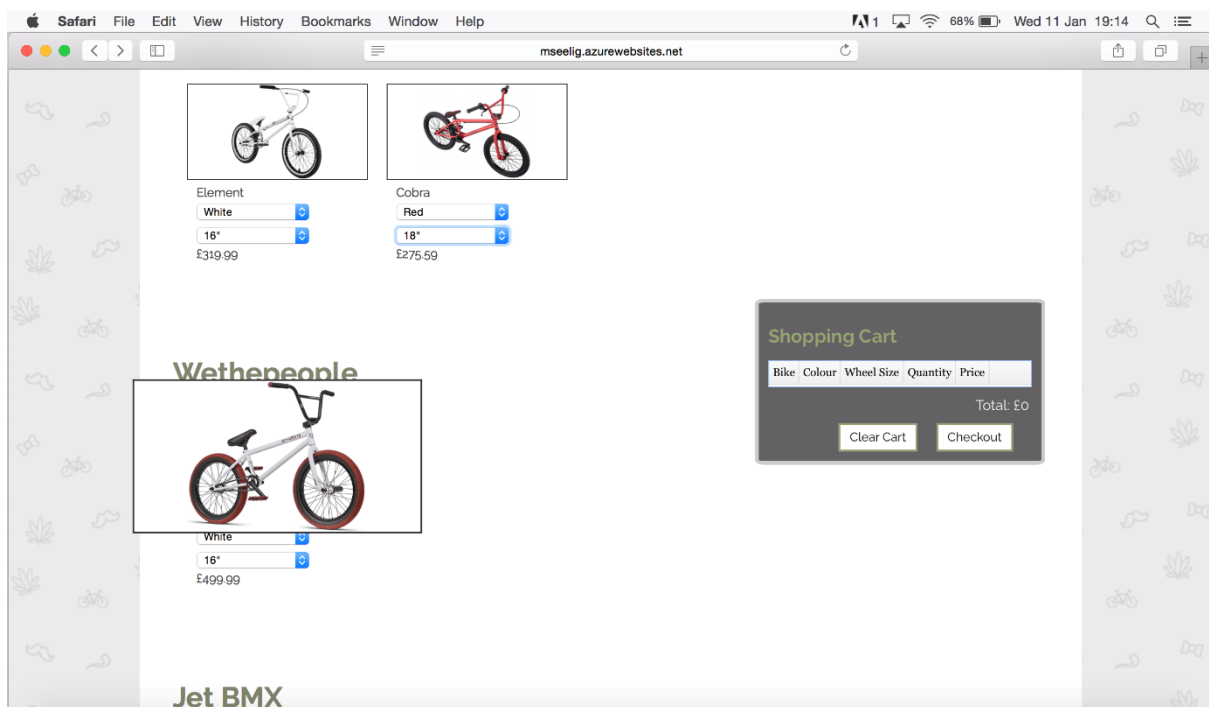 Safari File Edit View History Bookmarks Window Help 1 68% Wed 11 Jan 19:14
mseelig.azurewebsites.net
Element Cobra
White Red
16" 18"
£319.99 £275.59
Shopping Cart
Bike Colour Wheel Size Quantity Price
Total: £0
Clear Cart Checkout
Wethepeople
White
16"
£499.99
Jet BMX